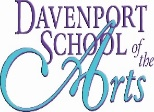 DAVENPORT
SCHOOL of the
Arts